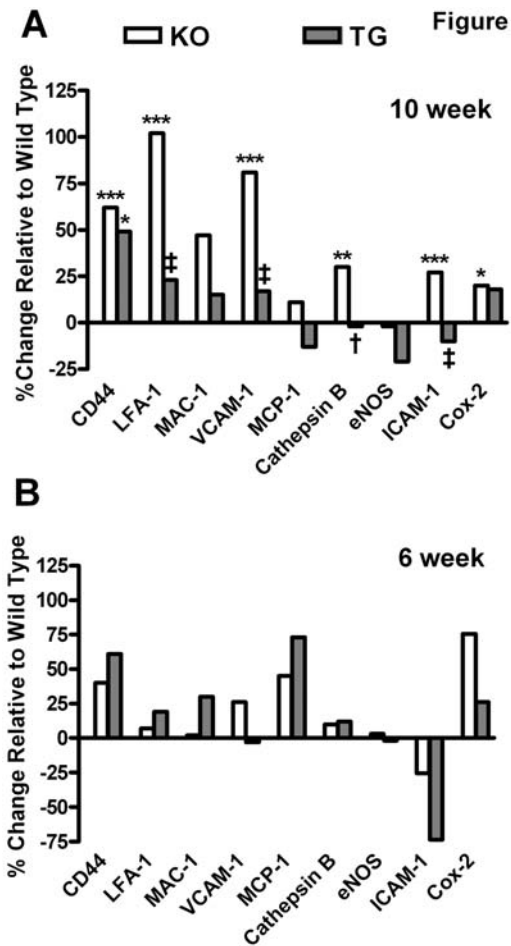 A
KO
TG
Figure
10 week
%Change Relative to Wild Type
125
100
75
50
25
0
-25
***
*
***
‡
***
‡
**
†
***
‡
*
CD44
LFA-1
MAC-1
VCAM-1
MCP-1
Cathepsin B
eNOS
ICAM-1
Cox-2
B
6 week
% Change Relative to Wild Type
125
100
75
50
25
0
-25
-50
-75
CD44
LFA-1
MAC-1
VCAM-1
MCP-1
Cathepsin B
eNOS
ICAM-1
Cox-2